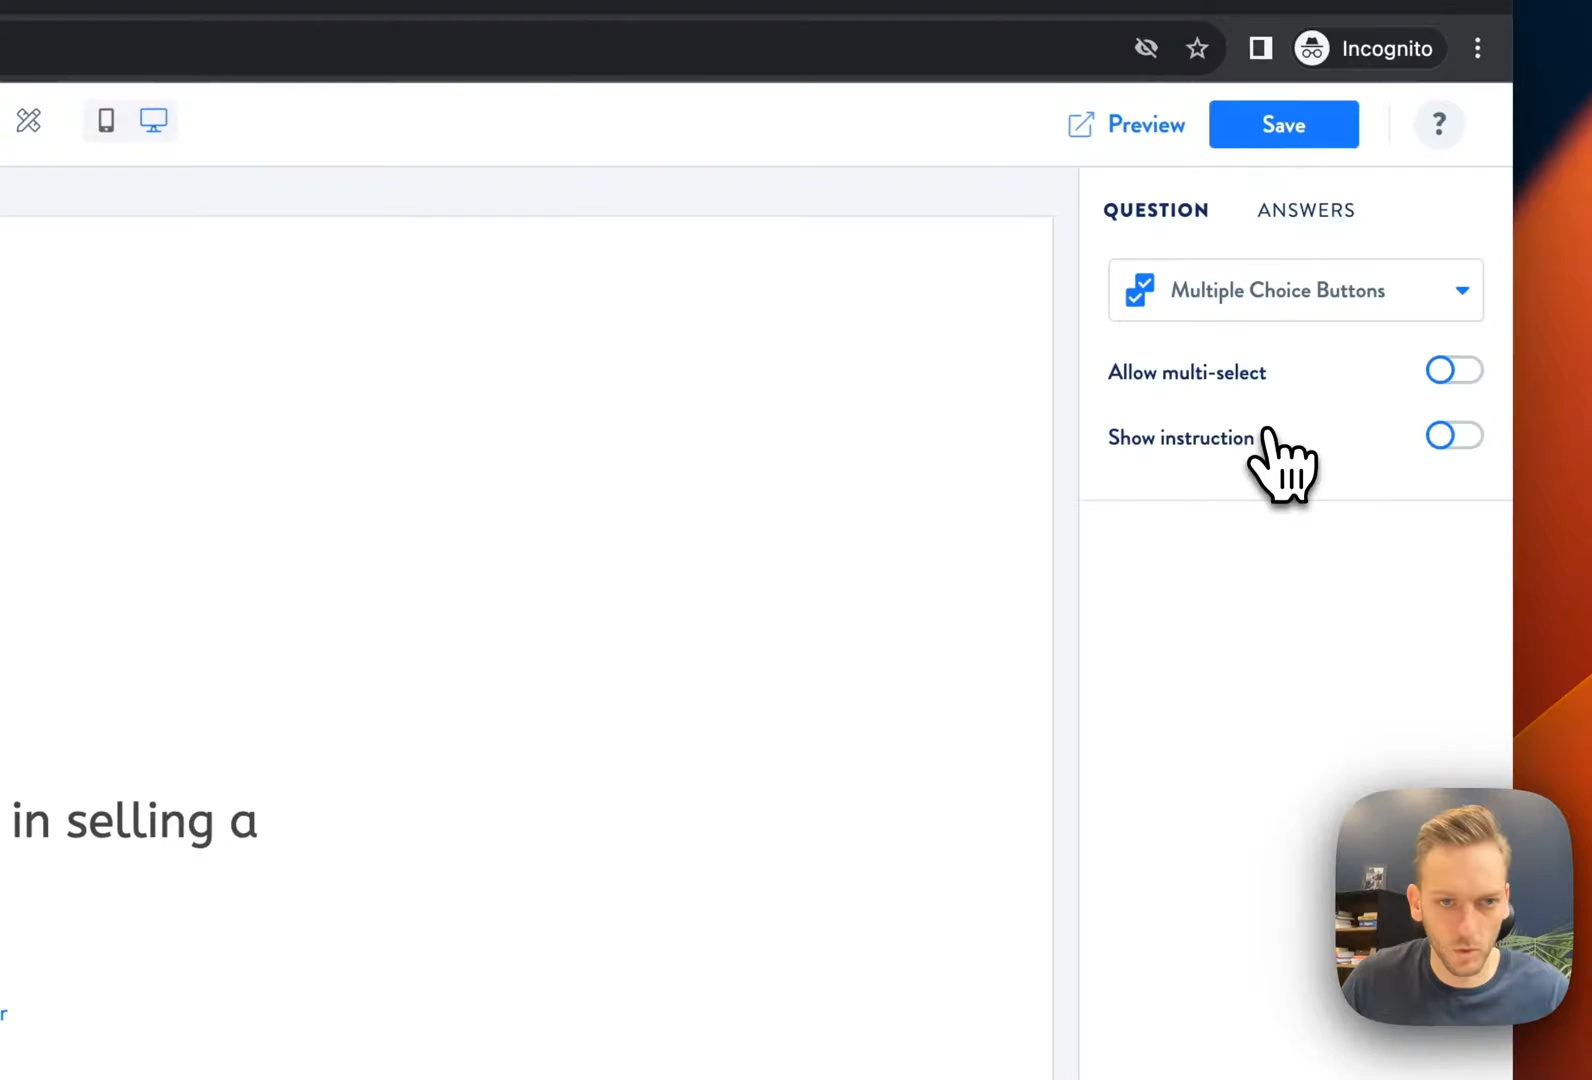 Incognito
Preview
Save
?
QUESTION
ANSWERS
Multiple Choice Buttons
Allow multi-select
Show instruction
in selling a
r